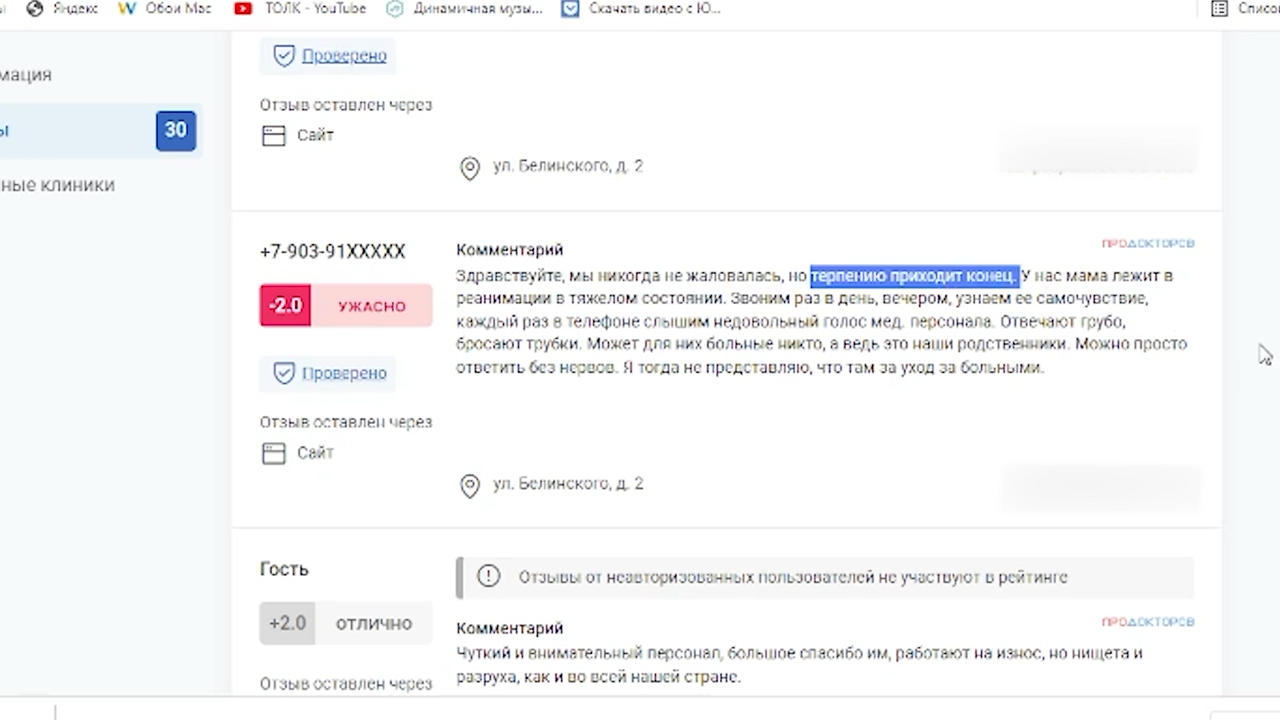 Яндекс
Обои Mac
ТОЛК - YouTube
Динамичная музы...
Скачать видео с Ю...
Списо
мация
ы
30
ные клиники
Проверено
Отзыв оставлен через
Сайт
ул. Белинского, д. 2
+7-903-91XXXXX
-2.0 УЖАСНО
Проверено
Отзыв оставлен через
Сайт
Комментарий
ПРОДОКТОРОВ
Здравствуйте, мы никогда не жаловалась, но терпению приходит конец. У нас мама лежит в
реанимации в тяжелом состоянии. Звоним раз в день, вечером, узнаем ее самочувствие,
каждый раз в телефоне слышим недовольный голос мед. персонала. Отвечают грубо,
бросают трубки. Может для них больные никто, а ведь это наши родственники. Можно просто
ответить без нервов. Я тогда не представляю, что там за уход за больными.
ул. Белинского, д. 2
Гость
+2.0 ОТЛИЧНО
Отзыв оставлен через
Отзывы от неавторизованных пользователей не участвуют в рейтинге
Комментарий
ПРОДОКТОРОВ
Чуткий и внимательный персонал, большое спасибо им, работают на износ, но нищета и
разруха, как и во всей нашей стране.